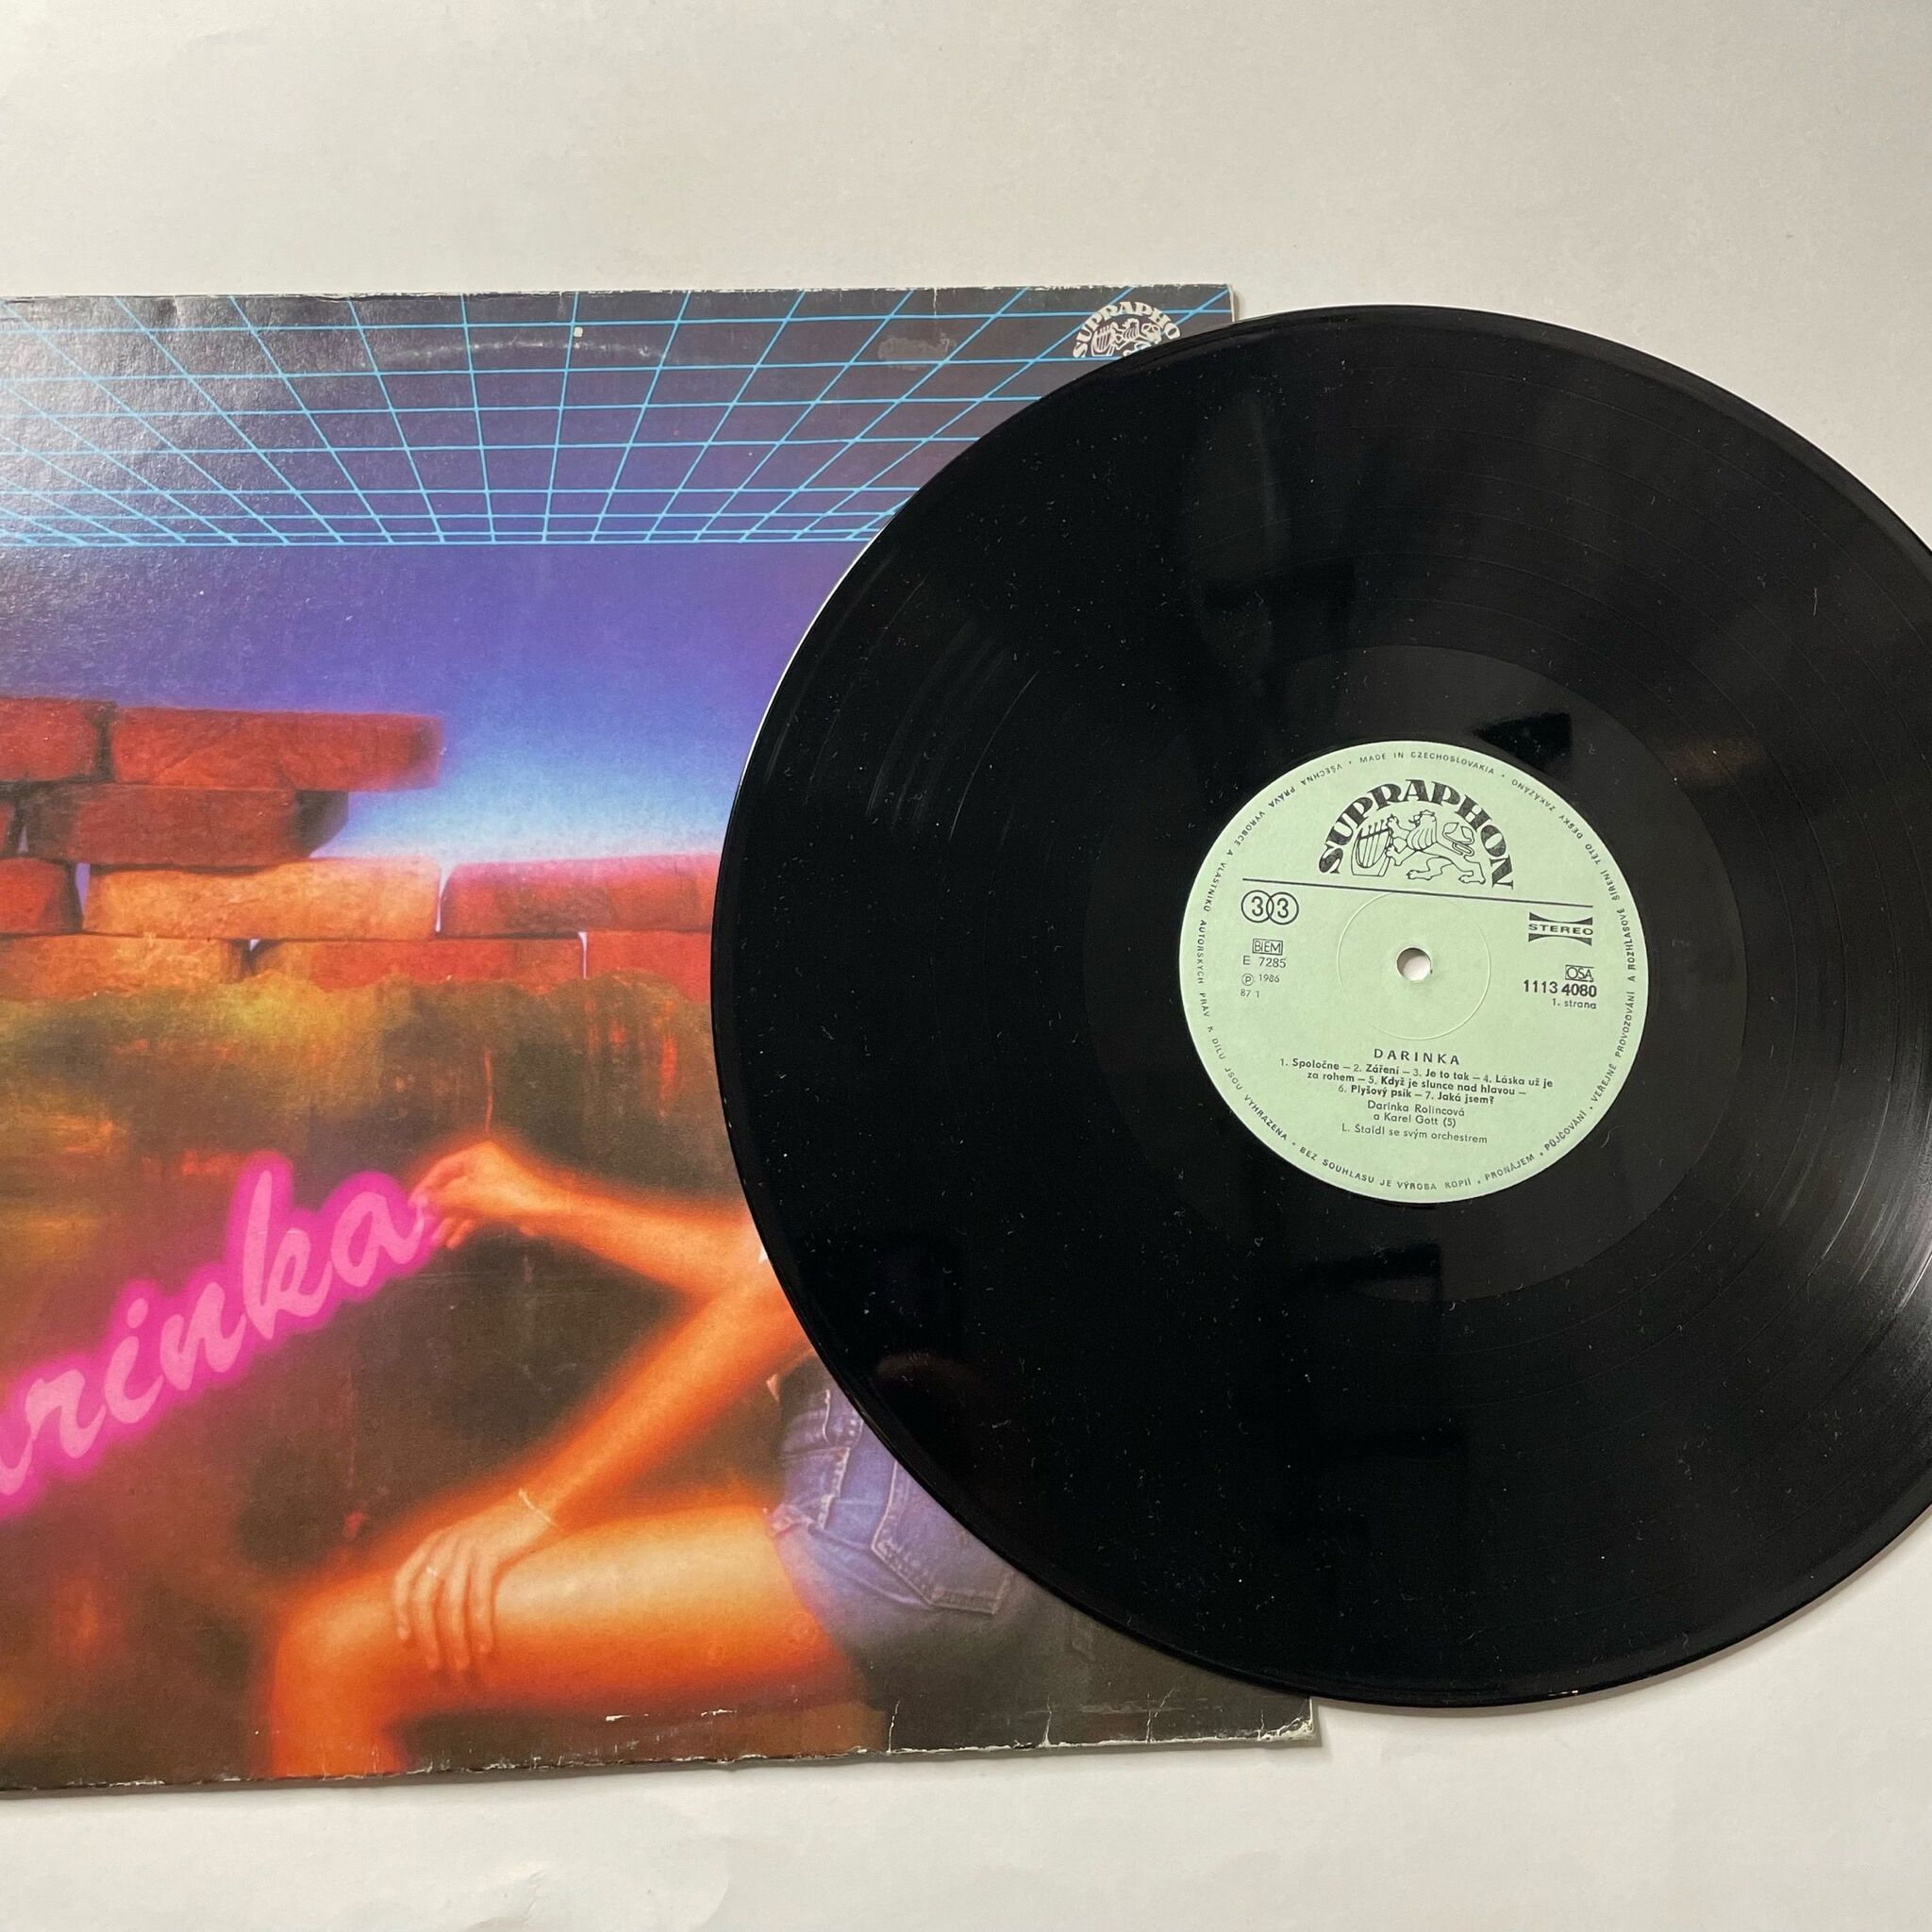 SUPRAPHO
arinka
• MADE IN CZECHOSLOVAKIA •
VŠECHNA PRÁVA VÝROBCE A VLASTNÍKŮ AUTORSKÝCH PRÁV K DÍLU JSOU VYHRAZENA • BEZ SOUHLASU JE VÝROBA KOPIÍ • PRONÁJEM • PŮJČOVÁNÍ • VEŘEJNÉ PROVOZOVÁNÍ A ROZHLASOVÉ ŠÍŘENÍ TÉTO DESKY ZAKÁZÁNO
SUPRAPHON
33
STEREO
BIEM
E 7285
Ⓟ 1986
87 1
OSA
1113 4080
1. strana
DARINKA
1. Spoločne — 2. Záření — 3. Je to tak — 4. Láska už je
za rohem — 5. Když je slunce nad hlavou —
6. Plyšový psík — 7. Jaká jsem?
Darinka Rolincová
a Karel Gott (5)
L. Štaidl se svým orchestrem